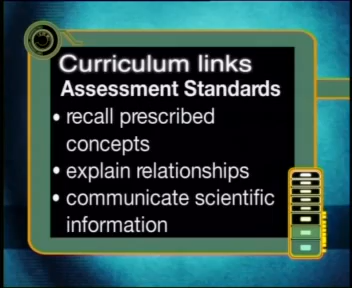 Curriculum links
Assessment Standards
• recall prescribed
concepts
• explain relationships
• communicate scientific
information